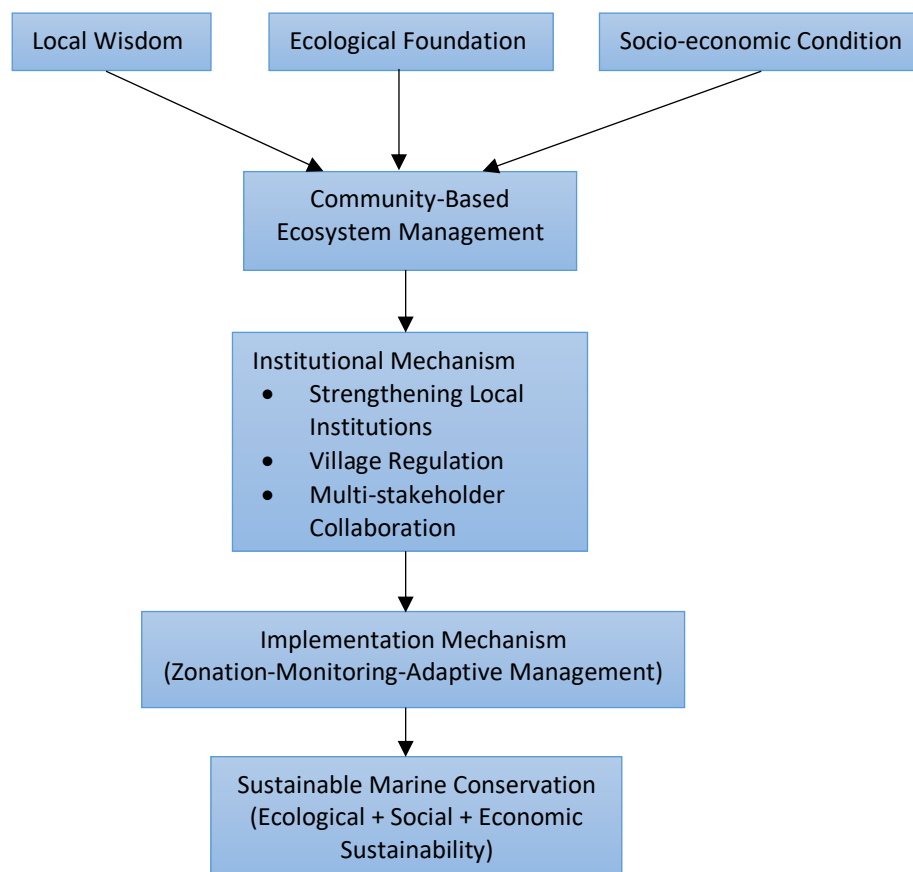 Local Wisdom
Ecological Foundation
Socio-economic Condition
Community-Based
Ecosystem Management
Institutional Mechanism
• Strengthening Local
Institutions
• Village Regulation
• Multi-stakeholder
Collaboration
Implementation Mechanism
(Zonation-Monitoring-Adaptive Management)
Sustainable Marine Conservation
(Ecological + Social + Economic
Sustainability)